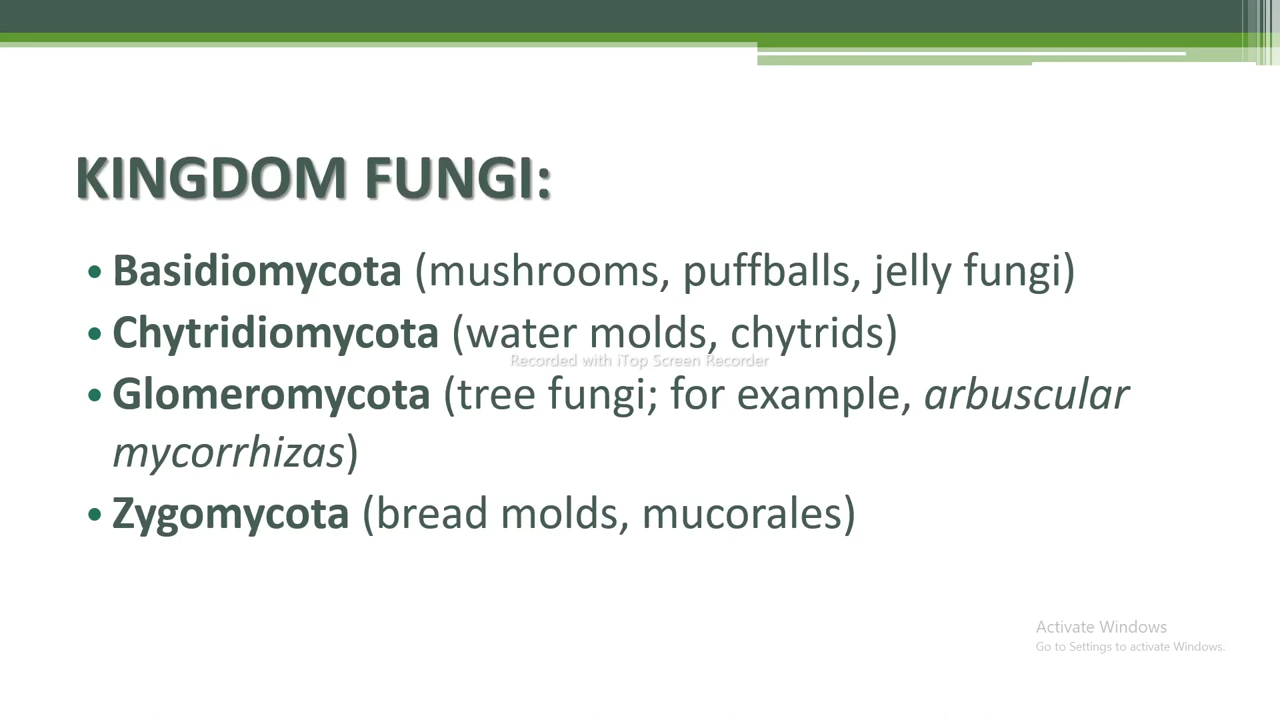 KINGDOM FUNGI:
• Basidiomycota (mushrooms, puffballs, jelly fungi)
• Chytridiomycota (water molds, chytrids)
Recorded with iTop Screen Recorder
• Glomeromycota (tree fungi; for example, arbuscular
mycorrhizas)
• Zygomycota (bread molds, mucorales)
Activate Windows
Go to Settings to activate Windows.